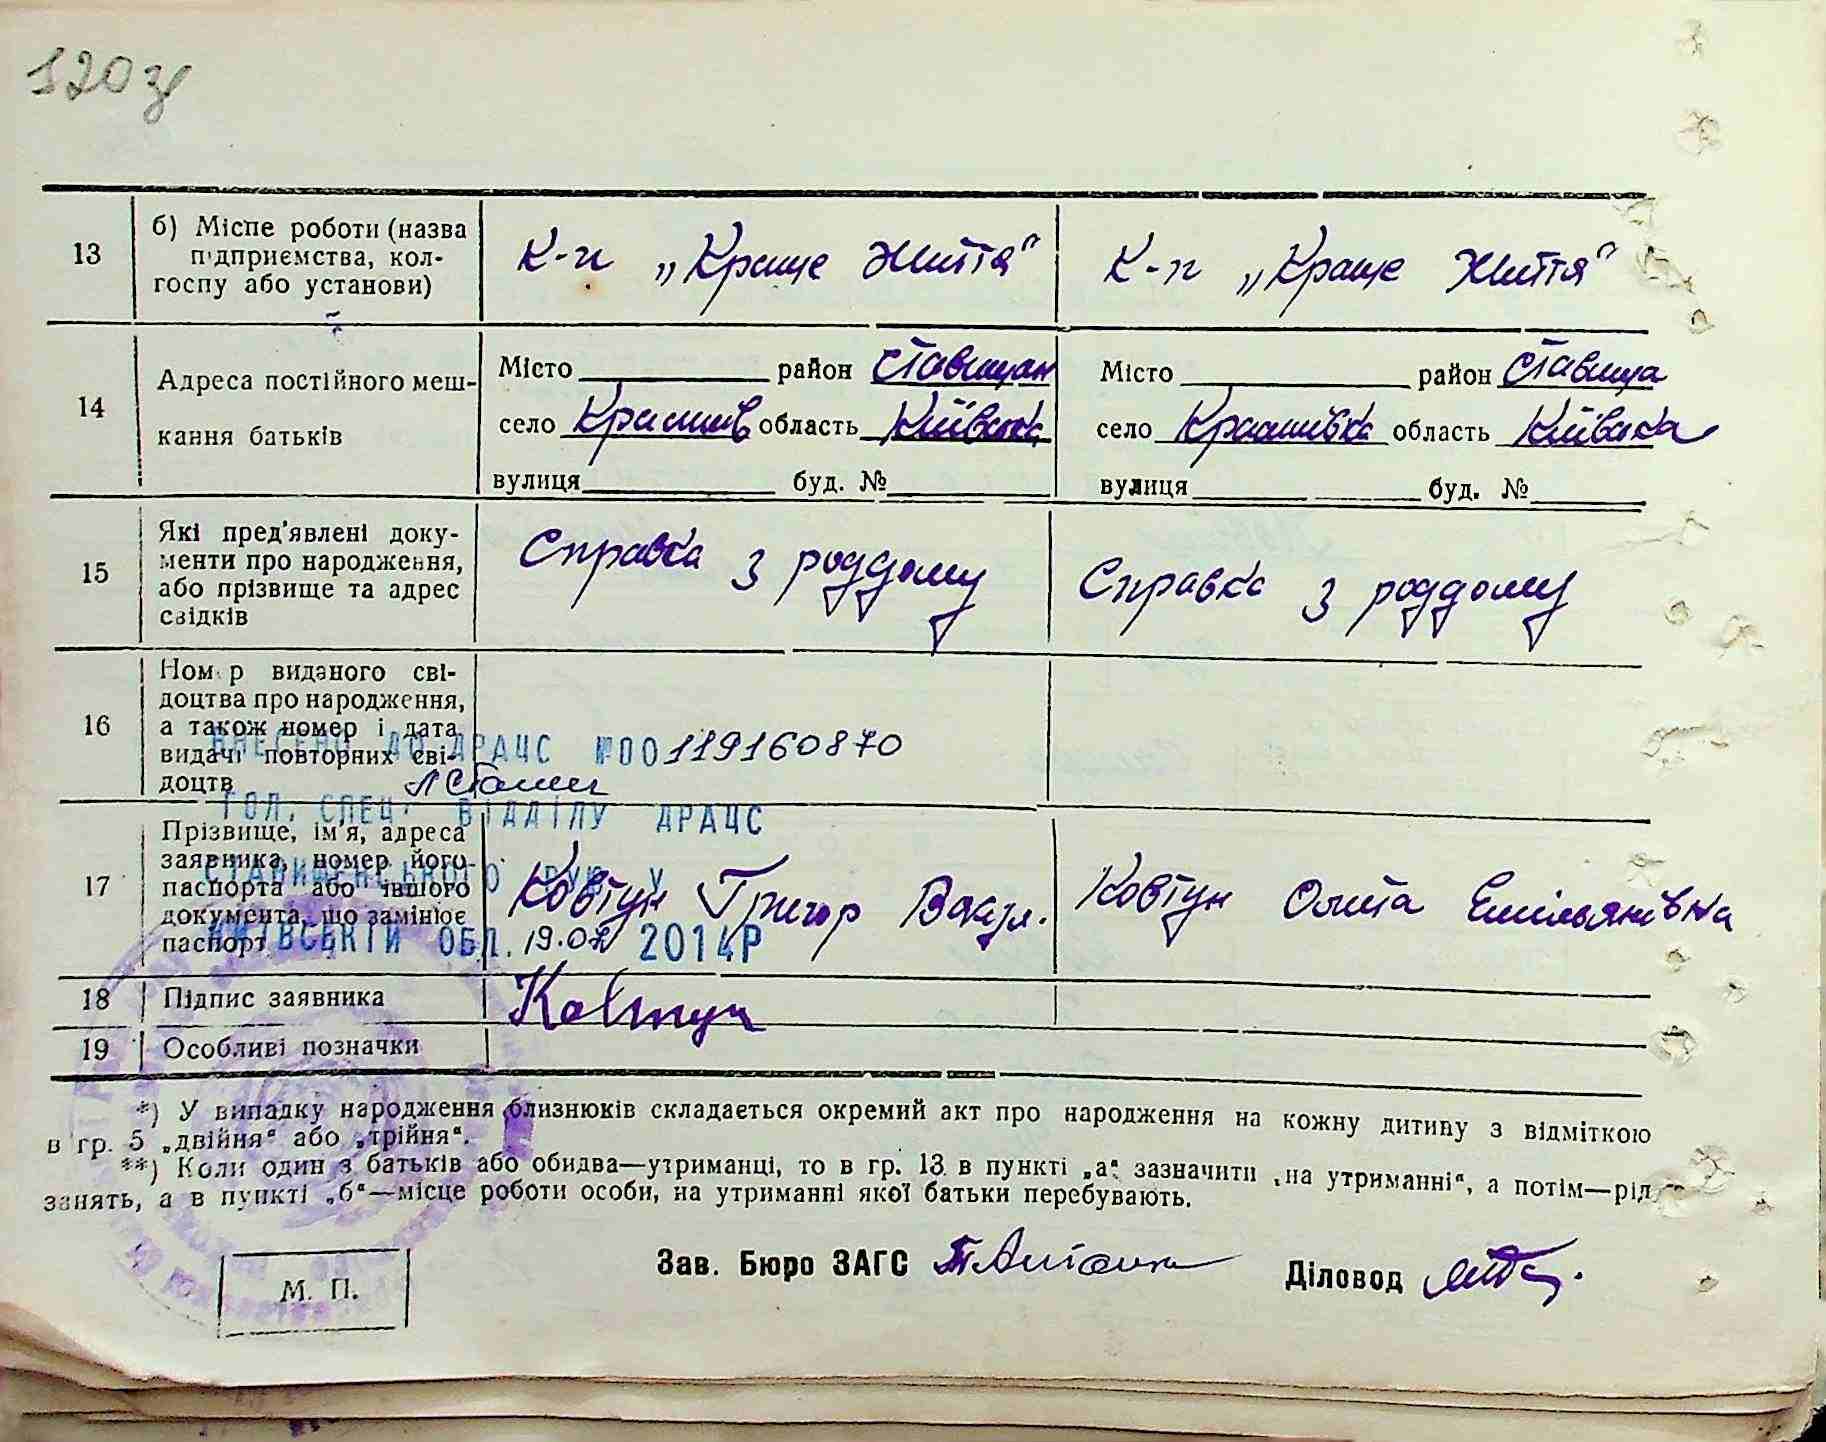 120зв
13 б) Місце роботи (назва підприємства, колгоспу або установи) К-п „Краще життя“ К-п „Краще життя“
14 Адреса постійного мешкання батьків
Місто район Ставищан Місто район Ставища
село Красилів область Київська село Красилівка область Київська
вулиця буд. № вулиця буд. №
15 Які пред'явлені документи про народження, або прізвище та адрес свідків Справка з роддому Справка з роддому
16 Номер виданого свідоцтва про народження, а також номер і дата видачі повторних свідоцтв
ВНЕСЕНО ДО ДРАЦС №00119160870
ГОЛ. СПЕЦ. ВІДДІЛУ ДРАЦС
СТАВИЩЕНСЬКОГО РУЮ У
КИЇВСЬКІЙ ОБЛ. 19.07 2014Р
17 Прізвище, ім'я, адреса заявника, номер його паспорта або іншого документа, що замінює паспорт Ковтун Григор Ковтун Омельянівна
18 Підпис заявника Ковтун
19 Особливі позначки
*) У випадку народження близнюків складається окремий акт про народження на кожну дитину з відміткою
в гр. 5 „двійня“ або „трійня“.
**) Коли один з батьків або обидва—утриманці, то в гр. 13 в пункті „а“ зазначити „на утриманні“, а потім—рід
занять, а в пункті „б“—місце роботи особи, на утриманні якої батьки перебувають.
Зав. Бюро ЗАГС Діловод
М. П.